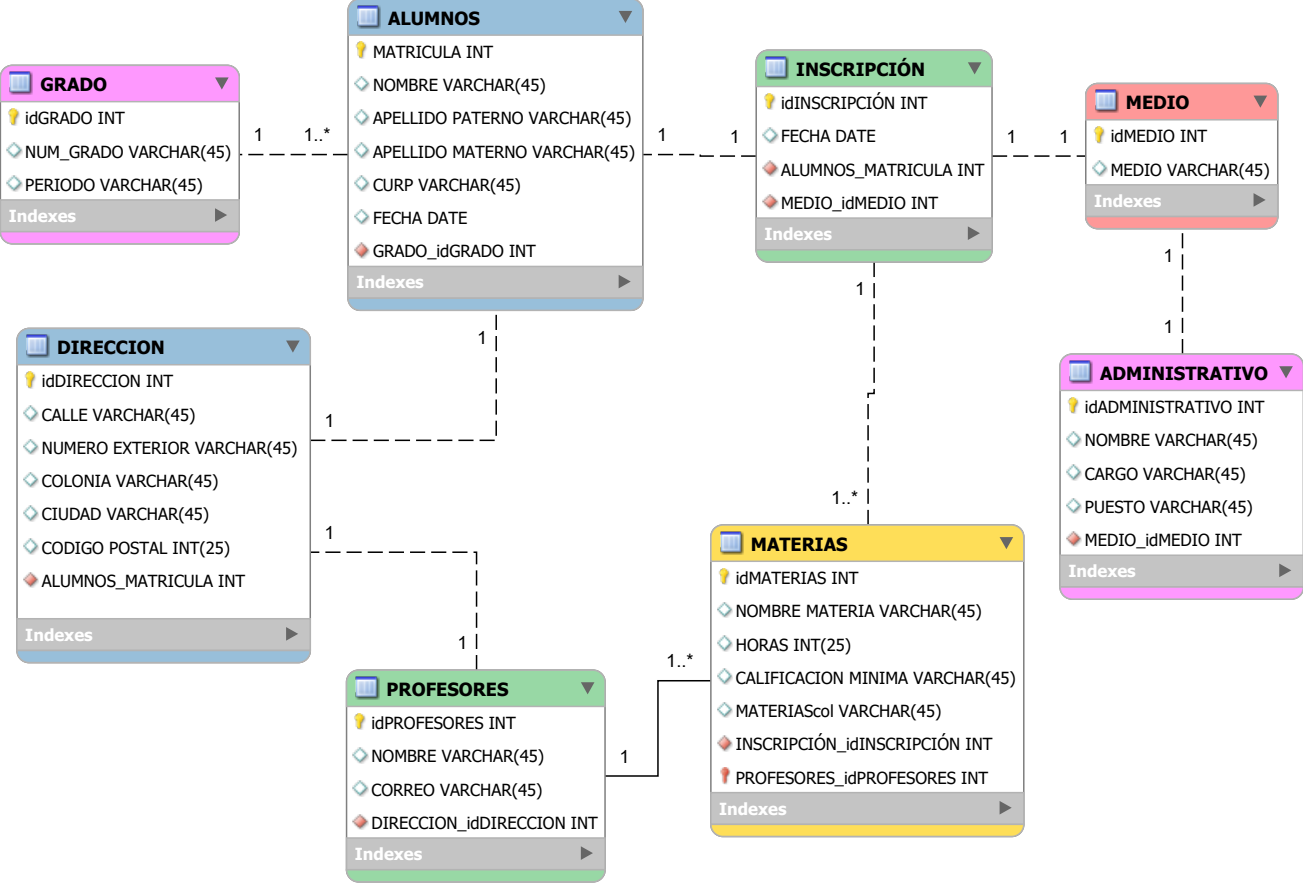 GRADO
idGRADO INT
NUM_GRADO VARCHAR(45)
PERIODO VARCHAR(45)
Indexes
1
1..*
ALUMNOS
MATRICULA INT
NOMBRE VARCHAR(45)
APELLIDO PATERNO VARCHAR(45)
APELLIDO MATERNO VARCHAR(45)
CURP VARCHAR(45)
FECHA DATE
GRADO_idGRADO INT
Indexes
1
1
INSCRIPCIÓN
idINSCRIPCIÓN INT
FECHA DATE
ALUMNOS_MATRICULA INT
MEDIO_idMEDIO INT
Indexes
1
1
MEDIO
idMEDIO INT
MEDIO VARCHAR(45)
Indexes
1
1
ADMINISTRATIVO
idADMINISTRATIVO INT
NOMBRE VARCHAR(45)
CARGO VARCHAR(45)
PUESTO VARCHAR(45)
MEDIO_idMEDIO INT
Indexes
1
1
DIRECCION
idDIRECCION INT
CALLE VARCHAR(45)
NUMERO EXTERIOR VARCHAR(45)
COLONIA VARCHAR(45)
CIUDAD VARCHAR(45)
CODIGO POSTAL INT(25)
ALUMNOS_MATRICULA INT
Indexes
1
1
PROFESORES
idPROFESORES INT
NOMBRE VARCHAR(45)
CORREO VARCHAR(45)
DIRECCION_idDIRECCION INT
Indexes
1
1..*
1
1..*
MATERIAS
idMATERIAS INT
NOMBRE MATERIA VARCHAR(45)
HORAS INT(25)
CALIFICACION MINIMA VARCHAR(45)
MATERIAScol VARCHAR(45)
INSCRIPCIÓN_idINSCRIPCIÓN INT
PROFESORES_idPROFESORES INT
Indexes